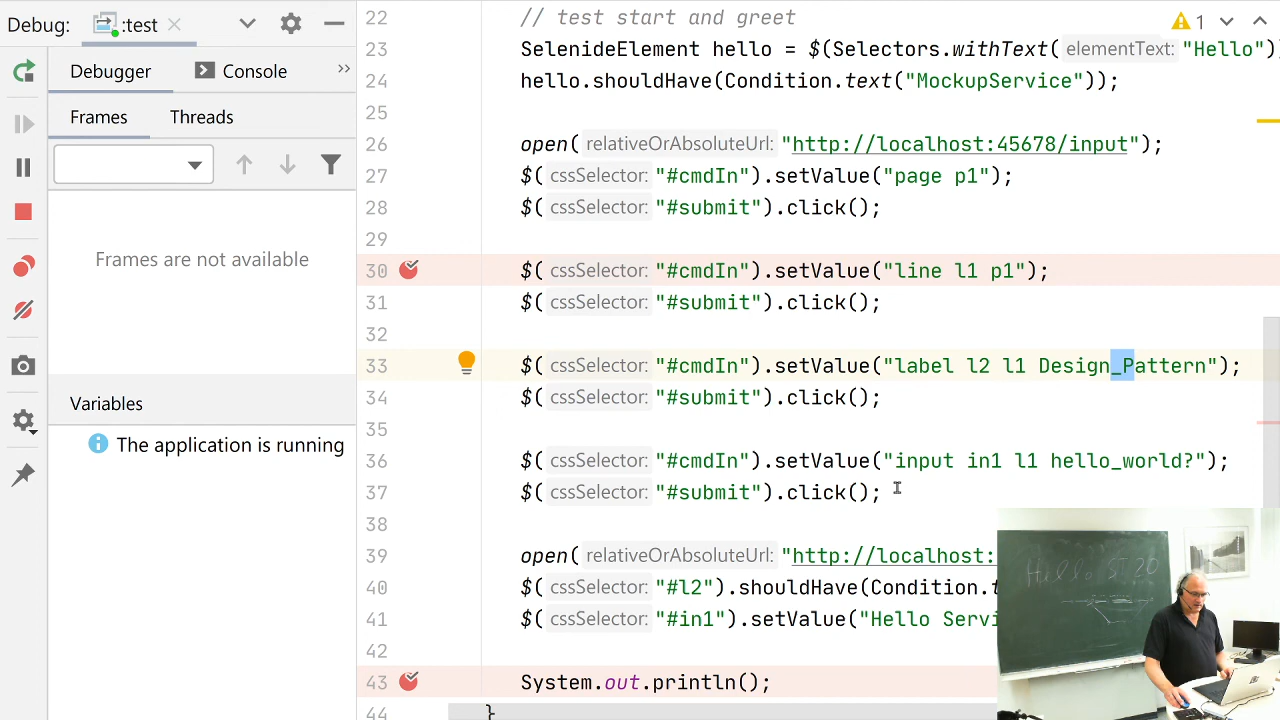 Debug:
:test
Debugger
Console
Frames
Threads
Frames are not available
Variables
The application is running
1
22 // test start and greet
23 SelenideElement hello = $(Selectors.withText( elementText: "Hello")
24 hello.shouldHave(Condition.text("MockupService"));
25
26 open( relativeOrAbsoluteUrl: "http://localhost:45678/input");
27 $( cssSelector: "#cmdIn").setValue("page p1");
28 $( cssSelector: "#submit").click();
29
30 $( cssSelector: "#cmdIn").setValue("line l1 p1");
31 $( cssSelector: "#submit").click();
32
33 $( cssSelector: "#cmdIn").setValue("label l2 l1 Design_Pattern");
34 $( cssSelector: "#submit").click();
35
36 $( cssSelector: "#cmdIn").setValue("input in1 l1 hello_world?");
37 $( cssSelector: "#submit").click();
38
39 open( relativeOrAbsoluteUrl: "http://localhost:
40 $( cssSelector: "#l2").shouldHave(Condition.t
41 $( cssSelector: "#in1").setValue("Hello Servi
42
43 System.out.println();
44 }
Hello ST 20